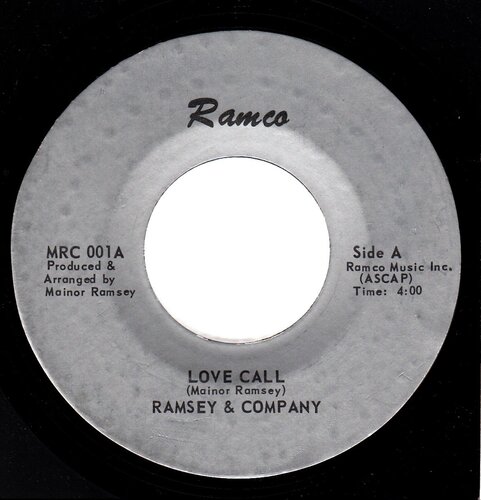 Ramco
MRC 001A
Produced &
Arranged by
Mainor Ramsey
Side A
Ramco Music Inc.
(ASCAP)
Time: 4:00
LOVE CALL
(Mainor Ramsey)
RAMSEY & COMPANY